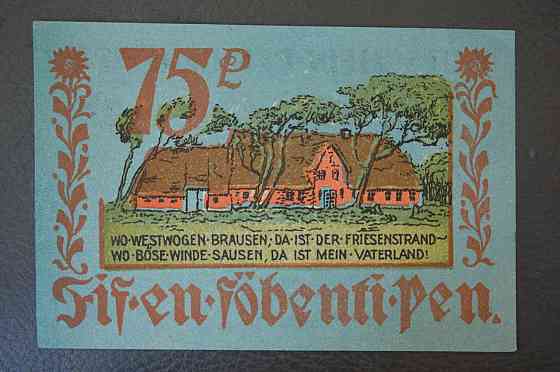 75 P
WO·WESTWOGEN·BRAUSEN, DA·IST·DER·FRIESENSTRAND~
WO·BÖSE·WINDE·SAUSEN, DA IST MEIN·VATERLAND!
Fif·en·föbenti·Pen.